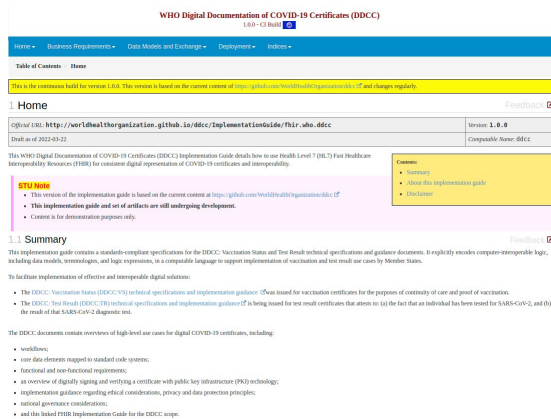 WHO Digital Documentation of COVID-19 Certificates (DDCC)
1.0.0 - CI Build
Home Business Requirements Data Models and Exchange Deployment Indices
Table of Contents Home
This is the continuous build for version 1.0.0. This version is based on the current content of https://github.com/WorldHealthOrganization/ddcc and changes regularly.
1 Home Feedback
Official URL: http://worldhealthorganization.github.io/ddcc/ImplementationGuide/fhir.who.ddcc Version: 1.0.0
Draft as of 2022-03-22 Computable Name: ddcc
This WHO Digital Documentation of COVID-19 Certificates (DDCC) Implementation Guide details how to use Health Level 7 (HL7) Fast Healthcare
Interoperability Resources (FHIR) for consistent digital representation of COVID-19 certificates and interoperability.
Contents:
• Summary
• About this implementation guide
• Disclaimer
STU Note
• This version of the implementation guide is based on the current content at https://github.com/WorldHealthOrganization/ddcc
• This implementation guide and set of artifacts are still undergoing development.
• Content is for demonstration purposes only.
1.1 Summary Feedback
This implementation guide contains a standards-compliant specifications for the DDCC: Vaccination Status and Test Result technical specifications and guidance documents. It explicitly encodes computer-interoperable logic,
including data models, terminologies, and logic expressions, in a computable language to support implementation of vaccination and test result use cases by Member States.
To facilitate implementation of effective and interoperable digital solutions:
• The DDCC: Vaccination Status (DDCC:VS) technical specifications and implementation guidance was issued for vaccination certificates for the purposes of continuity of care and proof of vaccination.
• The DDCC: Test Result (DDCC:TR) technical specifications and implementation guidance is being issued for test result certificates that attests to: (a) the fact that an individual has been tested for SARS-CoV-2, and (b)
the result of that SARS-CoV-2 diagnostic test.
The DDCC documents contain overviews of high-level use cases for digital COVID-19 certificates, including:
• workflows;
• core data elements mapped to standard code systems;
• functional and non-functional requirements;
• an overview of digitally signing and verifying a certificate with public key infrastructure (PKI) technology;
• implementation guidance regarding ethical considerations, privacy and data protection principles;
• national governance considerations;
• and this linked FHIR Implementation Guide for the DDCC scope.